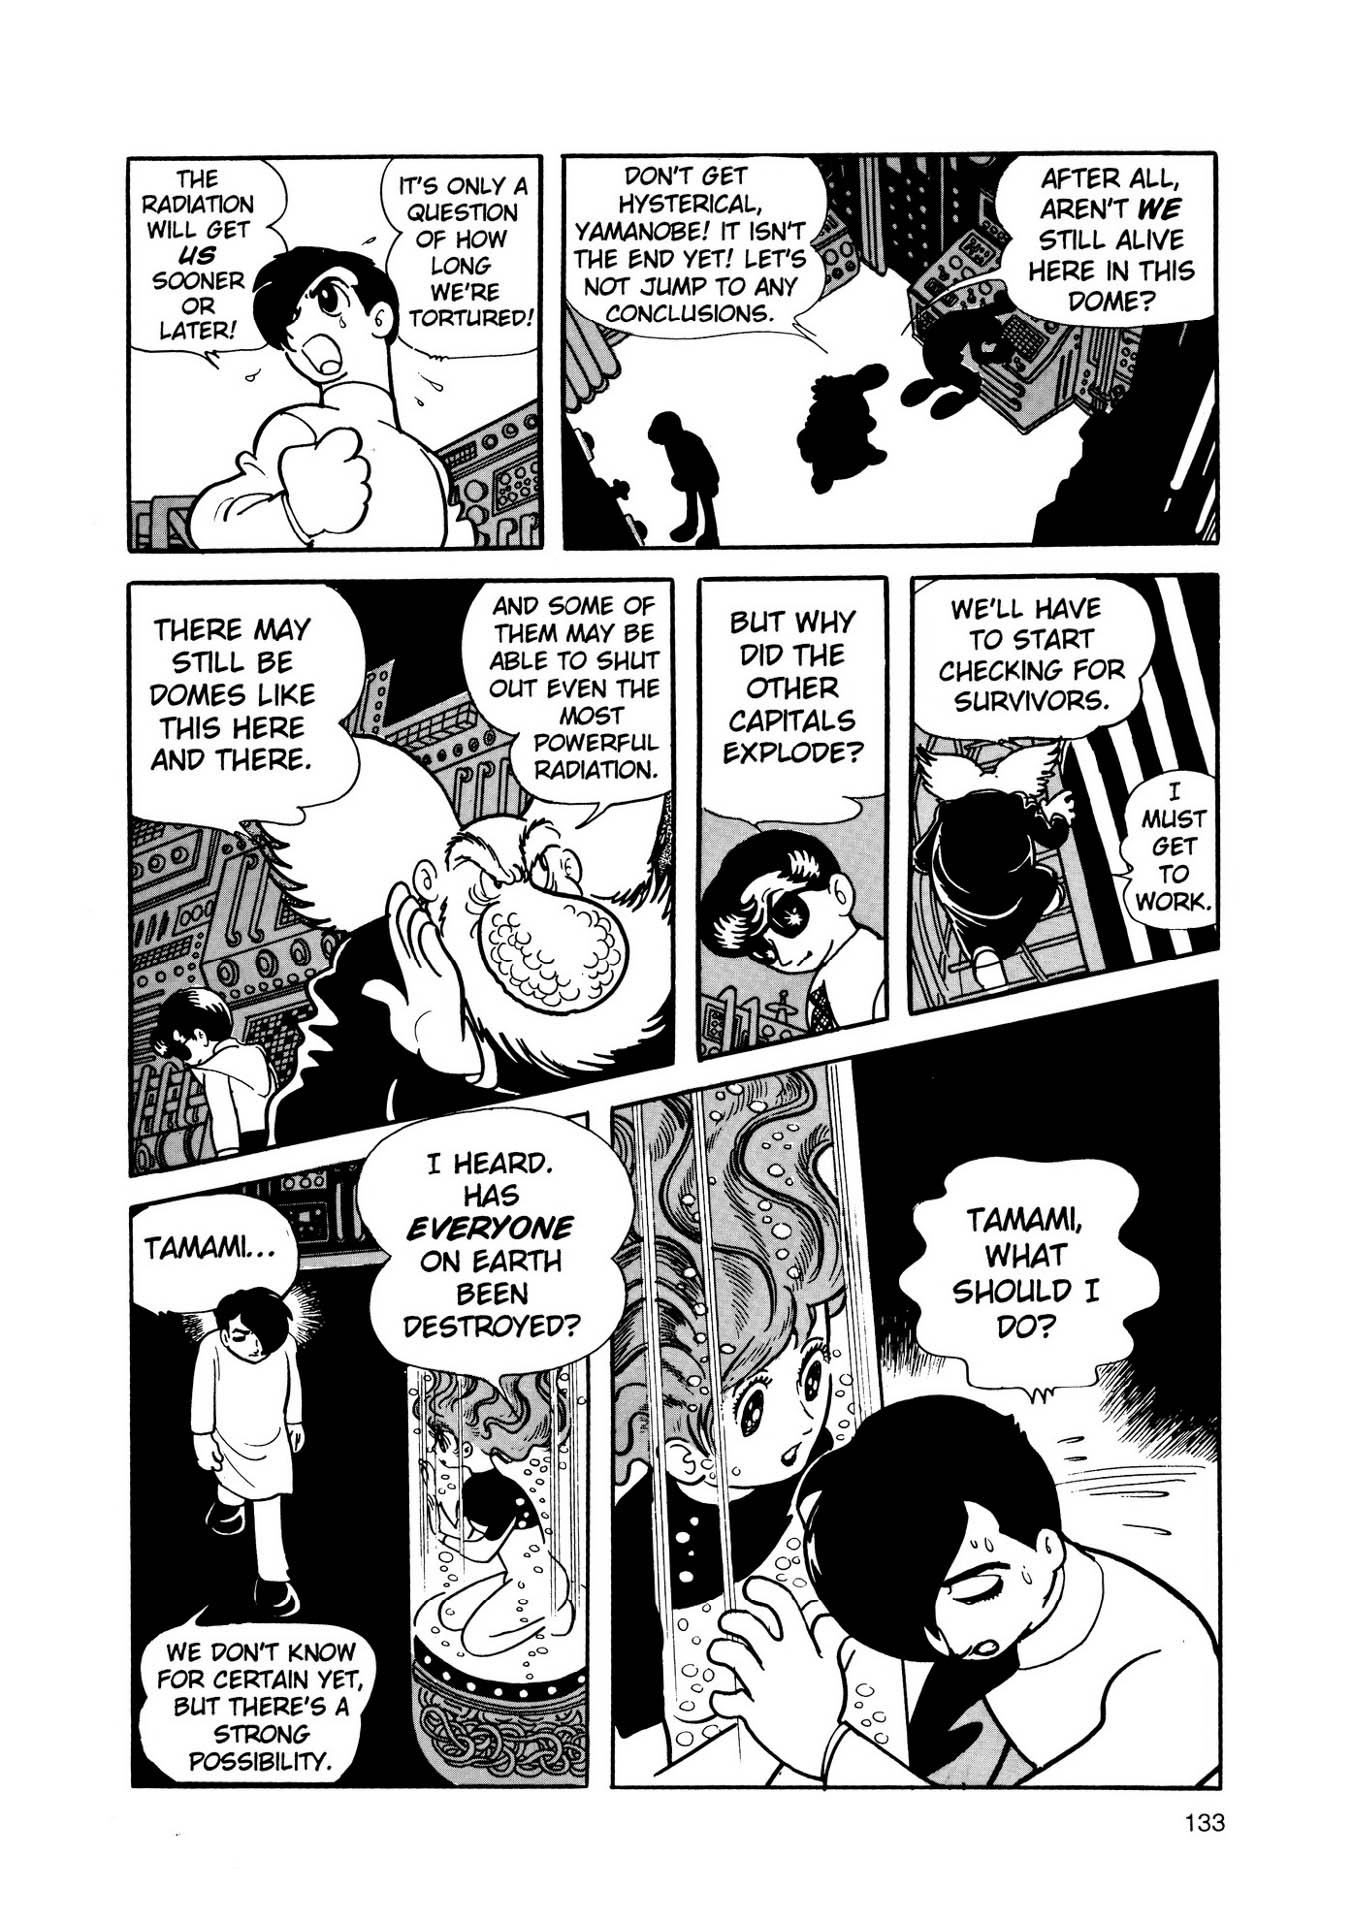 THE
RADIATION
WILL GET
US
SOONER
OR
LATER!
IT'S ONLY A
QUESTION
OF HOW
LONG
WE'RE
TORTURED!
DON'T GET
HYSTERICAL,
YAMANOBE! IT ISN'T
THE END YET! LET'S
NOT JUMP TO ANY
CONCLUSIONS.
AFTER ALL,
AREN'T WE
STILL ALIVE
HERE IN THIS
DOME?
THERE MAY
STILL BE
DOMES LIKE
THIS HERE
AND THERE.
AND SOME OF
THEM MAY BE
ABLE TO SHUT
OUT EVEN THE
MOST
POWERFUL
RADIATION.
BUT WHY
DID THE
OTHER
CAPITALS
EXPLODE?
WE'LL HAVE
TO START
CHECKING FOR
SURVIVORS.
I
MUST
GET
TO
WORK.
TAMAMI...
I HEARD.
HAS
EVERYONE
ON EARTH
BEEN
DESTROYED?
WE DON'T KNOW
FOR CERTAIN YET,
BUT THERE'S A
STRONG
POSSIBILITY.
TAMAMI,
WHAT
SHOULD I
DO?
133